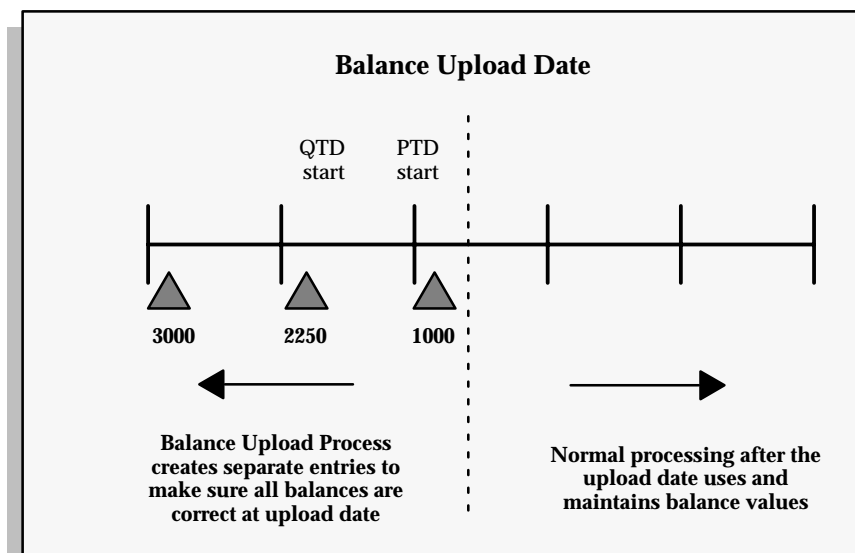 Balance Upload Date
QTD
start
PTD
start
3000
2250
1000
Balance Upload Process
creates separate entries to
make sure all balances are
correct at upload date
Normal processing after the
upload date uses and
maintains balance values